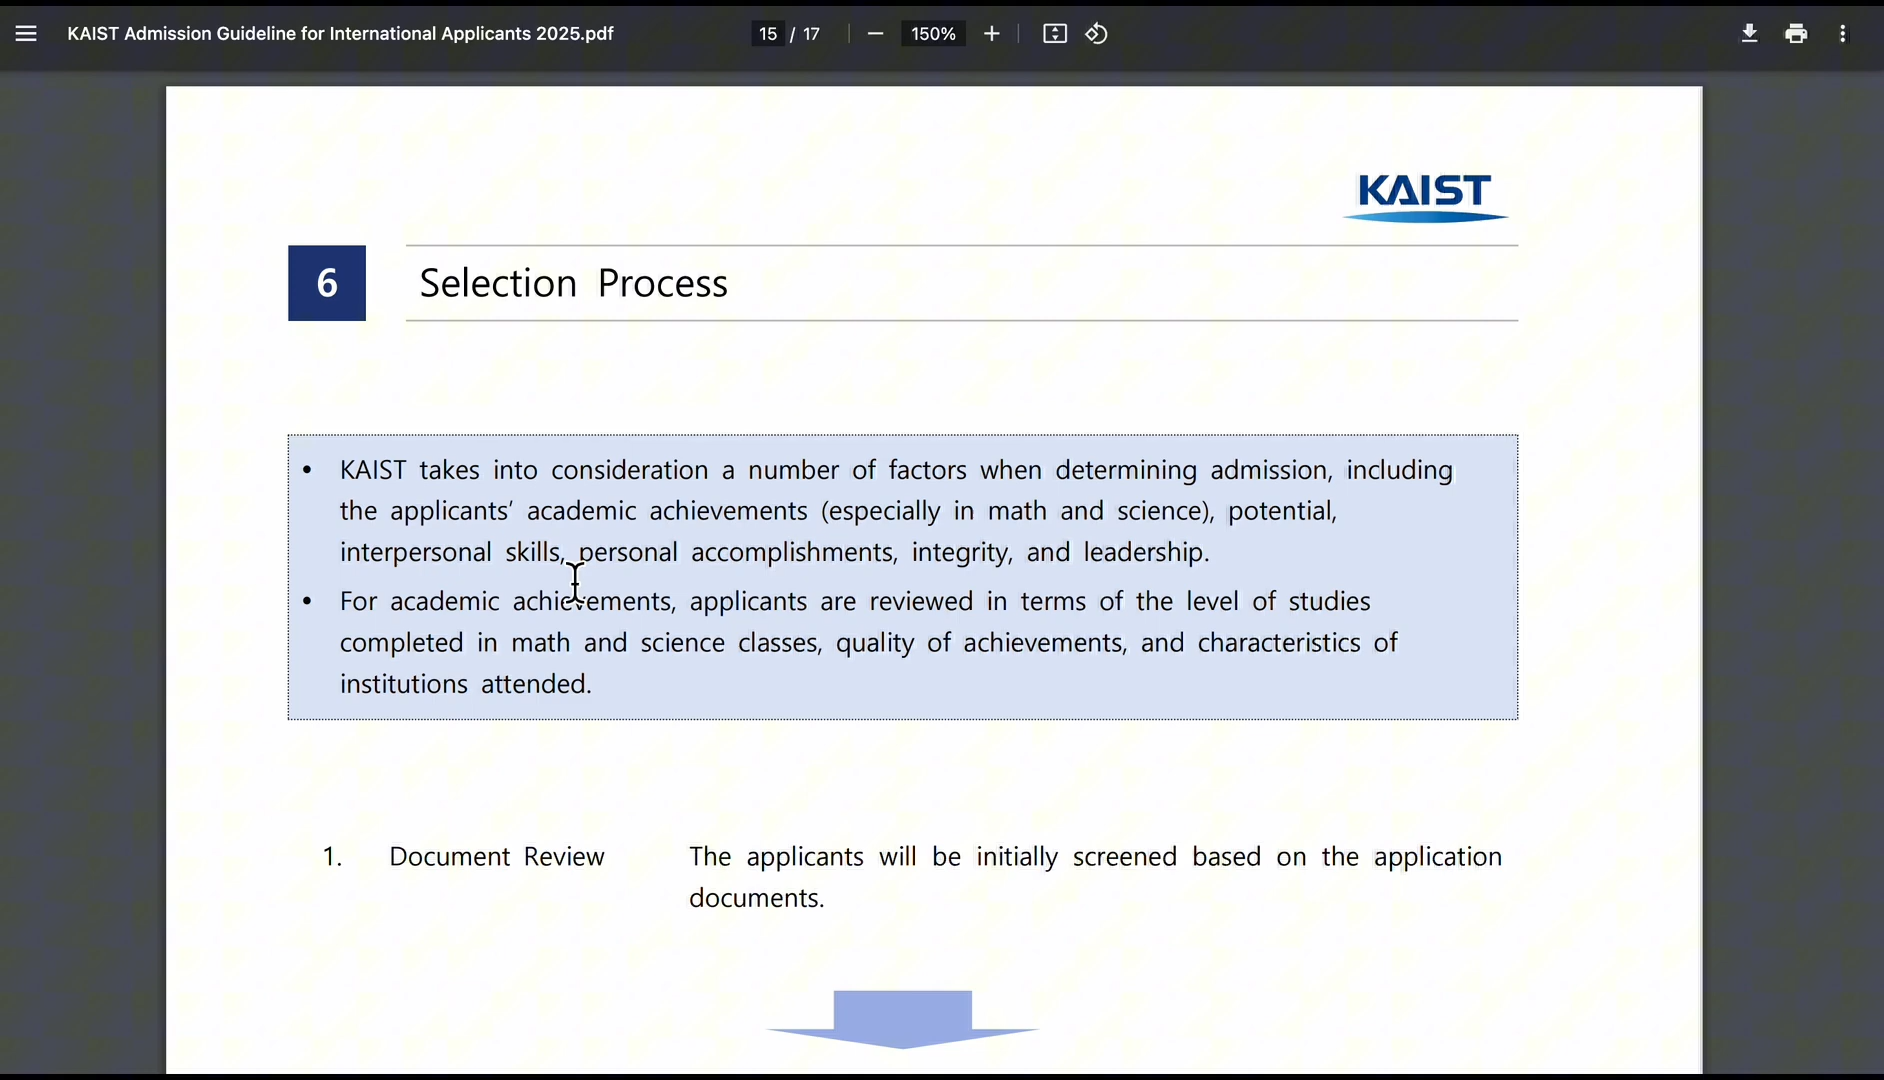 KAIST Admission Guideline for International Applicants 2025.pdf
15 / 17
150%
KAIST
6
Selection Process
• KAIST takes into consideration a number of factors when determining admission, including
the applicants’ academic achievements (especially in math and science), potential,
interpersonal skills, personal accomplishments, integrity, and leadership.
• For academic achievements, applicants are reviewed in terms of the level of studies
completed in math and science classes, quality of achievements, and characteristics of
institutions attended.
1. Document Review
The applicants will be initially screened based on the application
documents.